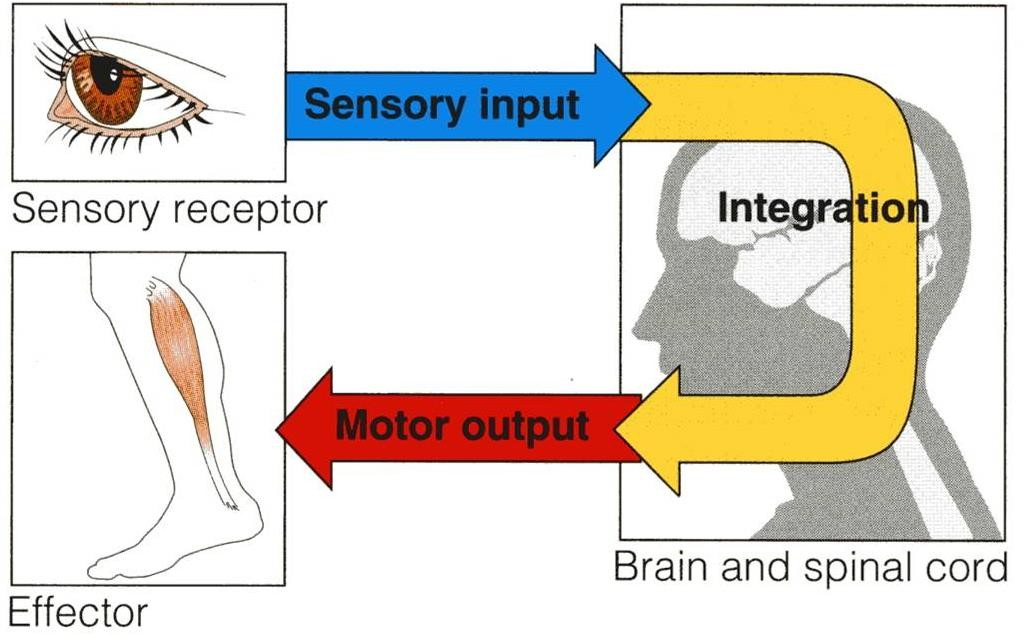 Sensory input
Sensory receptor
Integration
Motor output
Brain and spinal cord
Effector